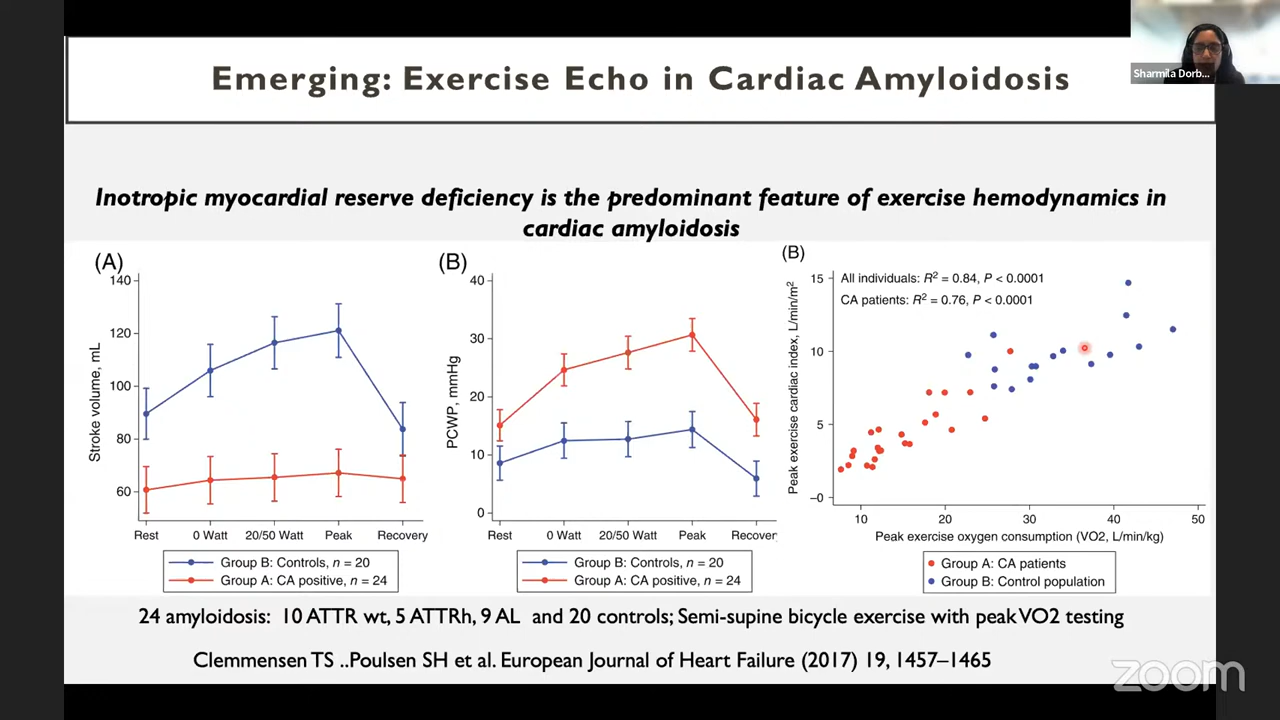 Sharmila Dorb...
Emerging: Exercise Echo in Cardiac Amyloidosis
Inotropic myocardial reserve deficiency is the predominant feature of exercise hemodynamics in
cardiac amyloidosis
(A)
Stroke volume, mL
140
120
100
80
60
Rest 0 Watt 20/50 Watt Peak Recovery
Group B: Controls, n = 20
Group A: CA positive, n = 24
(B)
PCWP, mmHg
40
30
20
10
0
Rest 0 Watt 20/50 Watt Peak Recovery
Group B: Controls, n = 20
Group A: CA positive, n = 24
(B)
All individuals: R² = 0.84, P < 0.0001
CA patients: R² = 0.76, P < 0.0001
Peak exercise cardiac index, L/min/m²
15
10
5
–0
10 20 30 40 50
Peak exercise oxygen consumption (VO2, L/min/kg)
Group A: CA patients
Group B: Control population
24 amyloidosis: 10 ATTR wt, 5 ATTRh, 9 AL and 20 controls; Semi-supine bicycle exercise with peak VO2 testing
Clemmensen TS ..Poulsen SH et al. European Journal of Heart Failure (2017) 19, 1457–1465
zoom